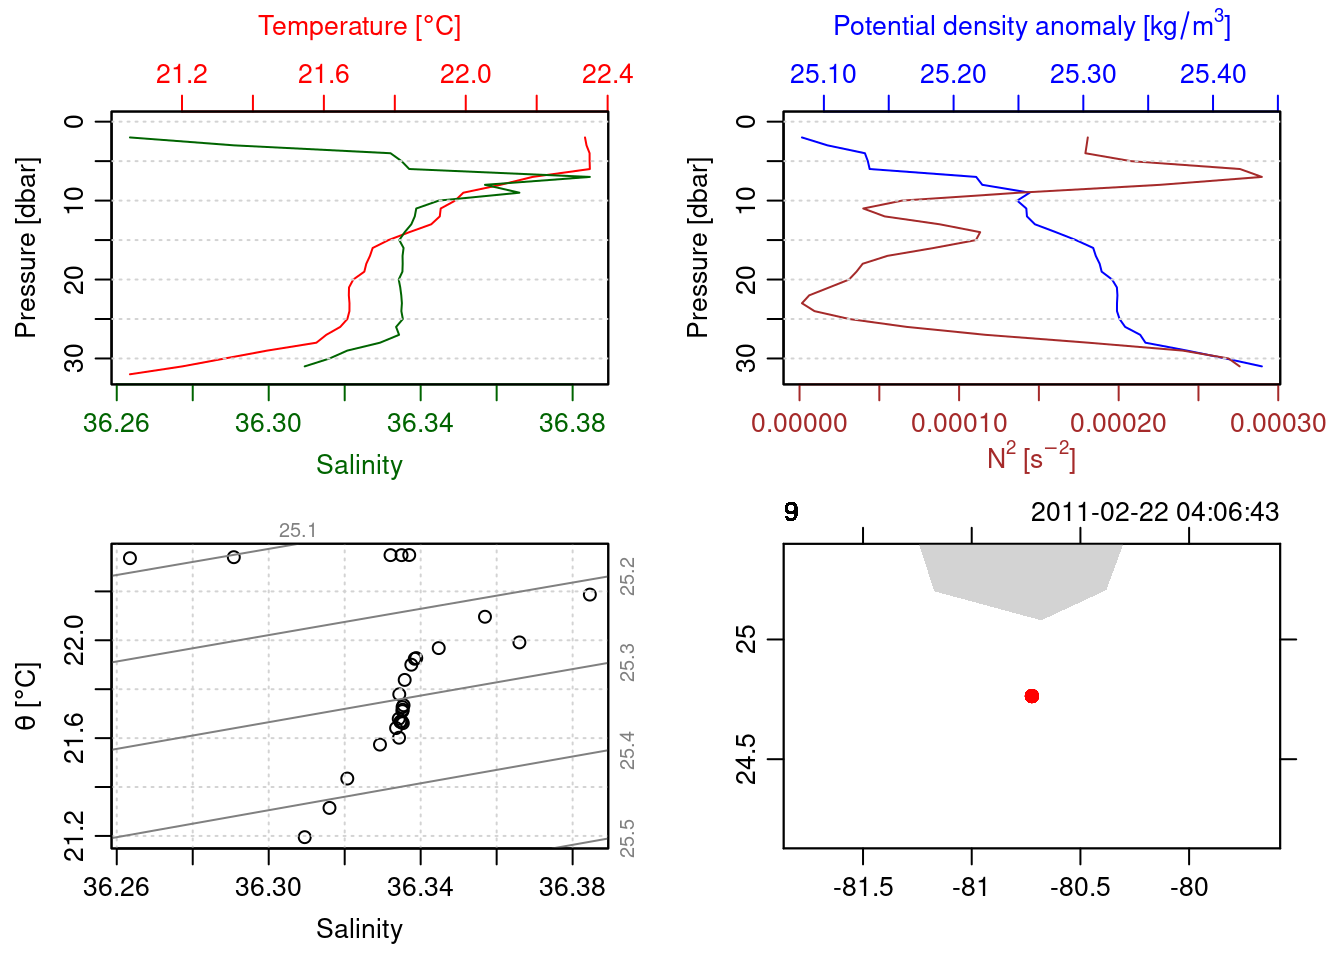 Temperature [°C]
21.2 21.6 22.0 22.4
Pressure [dbar]
0
10
20
30
36.26 36.30 36.34 36.38
Salinity
Potential density anomaly [kg/m³]
25.10 25.20 25.30 25.40
Pressure [dbar]
0
10
20
30
0.00000 0.00010 0.00020 0.00030
N² [s⁻²]
25.1
25.2
25.3
25.4
25.5
θ [°C]
22.0
21.6
21.2
36.26 36.30 36.34 36.38
Salinity
2011-02-22 04:06:43
25
24.5
-81.5 -81 -80.5 -80